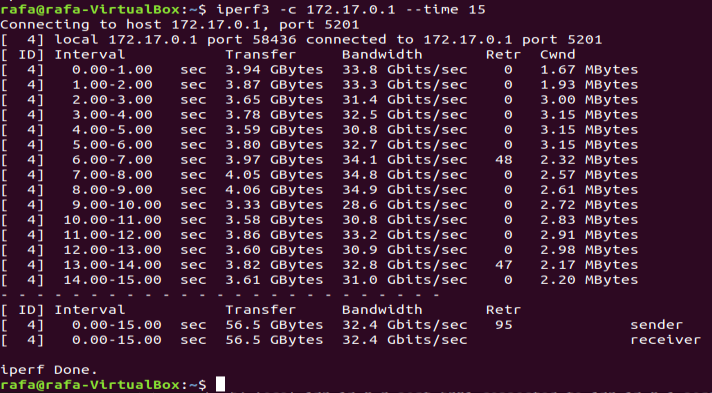 rafa@rafa-VirtualBox:~$ iperf3 -c 172.17.0.1 --time 15
Connecting to host 172.17.0.1, port 5201
[  4] local 172.17.0.1 port 58436 connected to 172.17.0.1 port 5201
[ ID] Interval           Transfer     Bandwidth       Retr  Cwnd
[  4]   0.00-1.00   sec  3.94 GBytes  33.8 Gbits/sec    0   1.67 MBytes
[  4]   1.00-2.00   sec  3.87 GBytes  33.3 Gbits/sec    0   1.93 MBytes
[  4]   2.00-3.00   sec  3.65 GBytes  31.4 Gbits/sec    0   3.00 MBytes
[  4]   3.00-4.00   sec  3.78 GBytes  32.5 Gbits/sec    0   3.15 MBytes
[  4]   4.00-5.00   sec  3.59 GBytes  30.8 Gbits/sec    0   3.15 MBytes
[  4]   5.00-6.00   sec  3.80 GBytes  32.7 Gbits/sec    0   3.15 MBytes
[  4]   6.00-7.00   sec  3.97 GBytes  34.1 Gbits/sec   48   2.32 MBytes
[  4]   7.00-8.00   sec  4.05 GBytes  34.8 Gbits/sec    0   2.57 MBytes
[  4]   8.00-9.00   sec  4.06 GBytes  34.9 Gbits/sec    0   2.61 MBytes
[  4]   9.00-10.00  sec  3.33 GBytes  28.6 Gbits/sec    0   2.72 MBytes
[  4]  10.00-11.00  sec  3.58 GBytes  30.8 Gbits/sec    0   2.83 MBytes
[  4]  11.00-12.00  sec  3.86 GBytes  33.2 Gbits/sec    0   2.91 MBytes
[  4]  12.00-13.00  sec  3.60 GBytes  30.9 Gbits/sec    0   2.98 MBytes
[  4]  13.00-14.00  sec  3.82 GBytes  32.8 Gbits/sec   47   2.17 MBytes
[  4]  14.00-15.00  sec  3.61 GBytes  31.0 Gbits/sec    0   2.20 MBytes
- - - - - - - - - - - - - - - - - - - - - - - - -
[ ID] Interval           Transfer     Bandwidth       Retr
[  4]   0.00-15.00  sec  56.5 GBytes  32.4 Gbits/sec   95             sender
[  4]   0.00-15.00  sec  56.5 GBytes  32.4 Gbits/sec                  receiver
iperf Done.
rafa@rafa-VirtualBox:~$